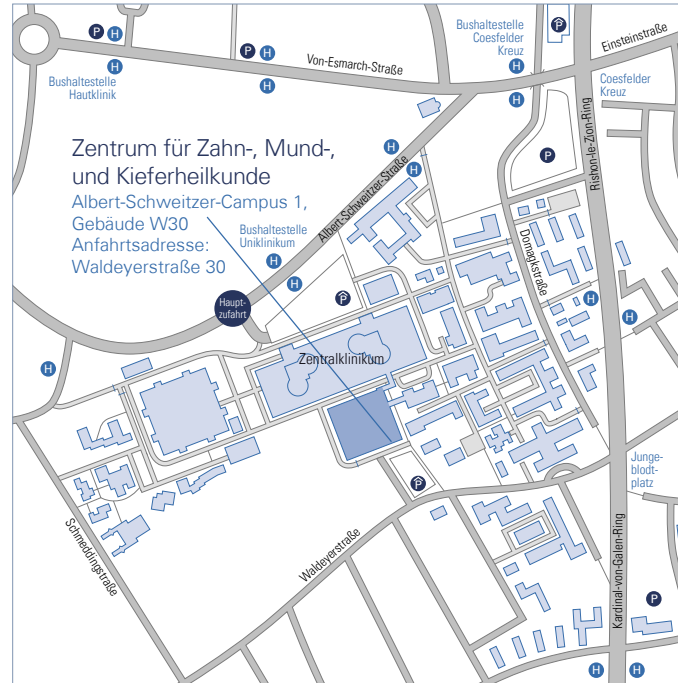 P
H
H
Bushaltestelle
Hautklinik
P
H
H
Von-Esmarch-Straße
Bushaltestelle
Coesfelder
Kreuz
H
H
P
Einsteinstraße
Coesfelder
Kreuz
P
Rishon-le-Zion-Ring
Zentrum für Zahn-, Mund-,
und Kieferheilkunde
Albert-Schweitzer-Campus 1,
Gebäude W30
Anfahrtsadresse:
Waldeyerstraße 30
Bushaltestelle
Uniklinikum
H
H
H
H
Albert-Schweitzer-Straße
Domagkstraße
P
Haupt-
zufahrt
H
H
H
Zentralklinikum
Junge-
blodt-
platz
P
Schmeddingstraße
Waldeyerstraße
Kardinal-von-Galen-Ring
P
H
H